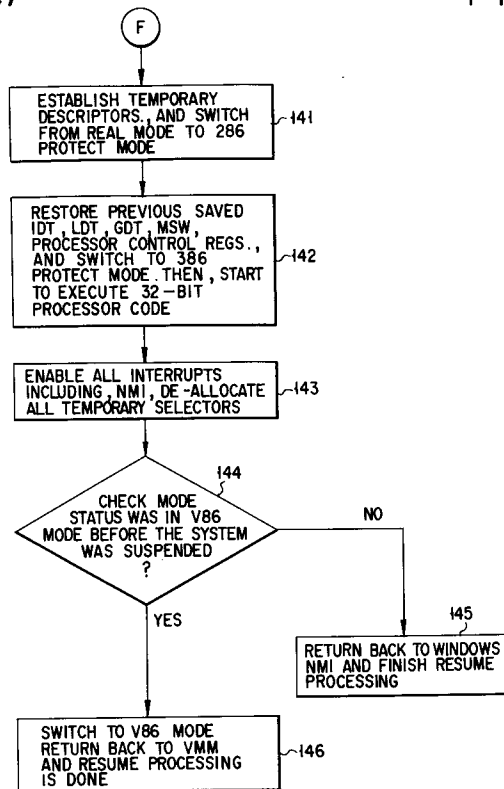 F
ESTABLISH TEMPORARY
DESCRIPTORS., AND SWITCH
FROM REAL MODE TO 286
PROTECT MODE
141
RESTORE PREVIOUS SAVED
IDT, LDT, GDT, MSW,
PROCESSOR CONTROL REGS.,
AND SWITCH TO 386
PROTECT MODE. THEN, START
TO EXECUTE 32-BIT
PROCESSOR CODE
142
ENABLE ALL INTERRUPTS
INCLUDING, NMI, DE-ALLOCATE
ALL TEMPORARY SELECTORS
143
144
CHECK MODE
STATUS WAS IN V86
MODE BEFORE THE SYSTEM
WAS SUSPENDED
?
NO
YES
145
RETURN BACK TO WINDOWS
NMI AND FINISH RESUME
PROCESSING
SWITCH TO V86 MODE
RETURN BACK TO VMM
AND RESUME PROCESSING
IS DONE
146